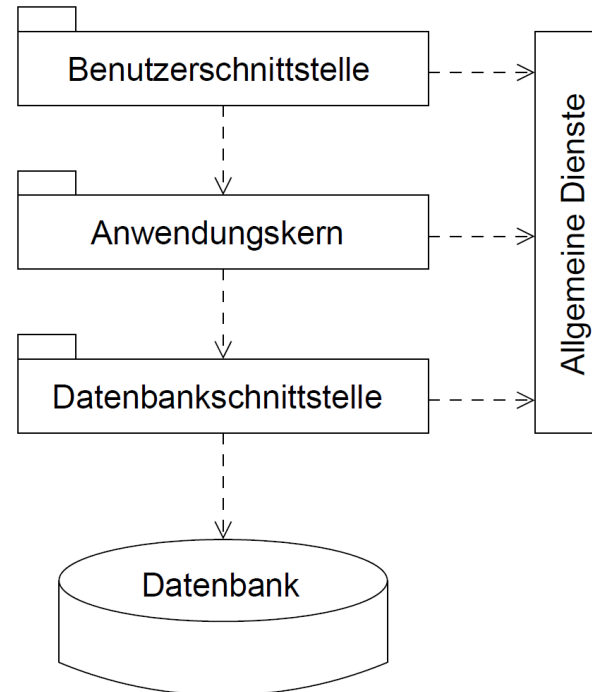 Benutzerschnittstelle
Anwendungskern
Datenbankschnittstelle
Datenbank
Allgemeine Dienste